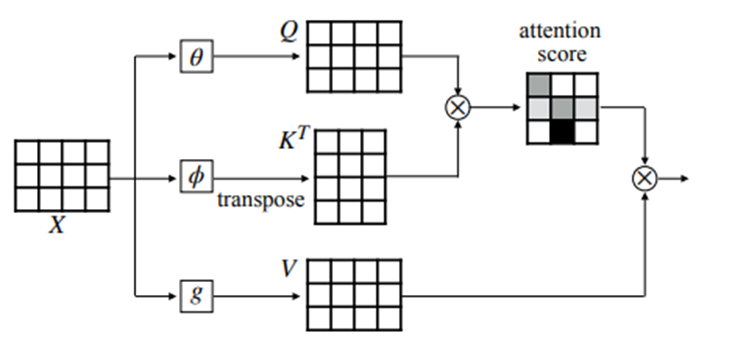 Q
attention
score
θ
K^T
ϕ
transpose
X
V
g